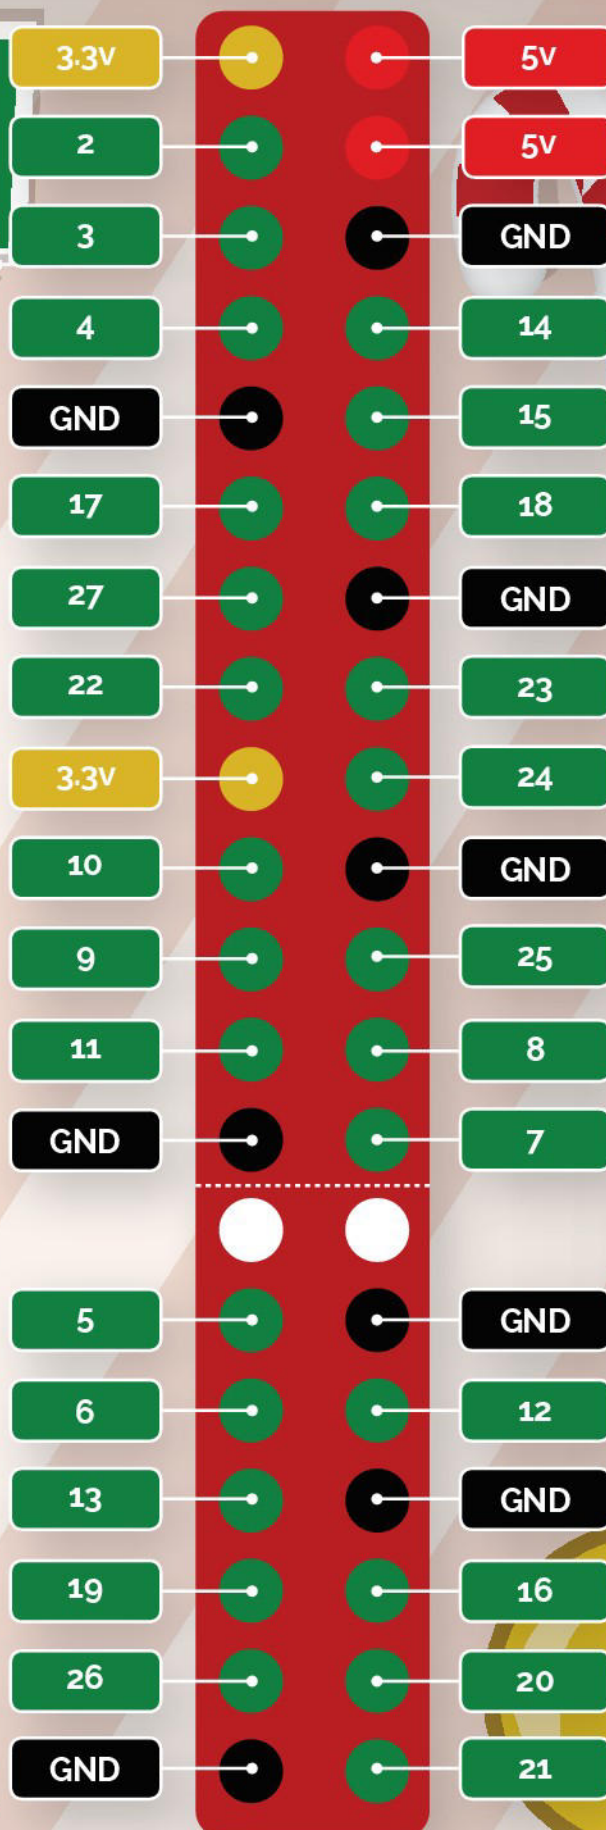 3.3V 5V
2 5V
3 GND
4 14
GND 15
17 18
27 GND
22 23
3.3V 24
10 GND
9 25
11 8
GND 7
5 GND
6 12
13 GND
19 16
26 20
GND 21